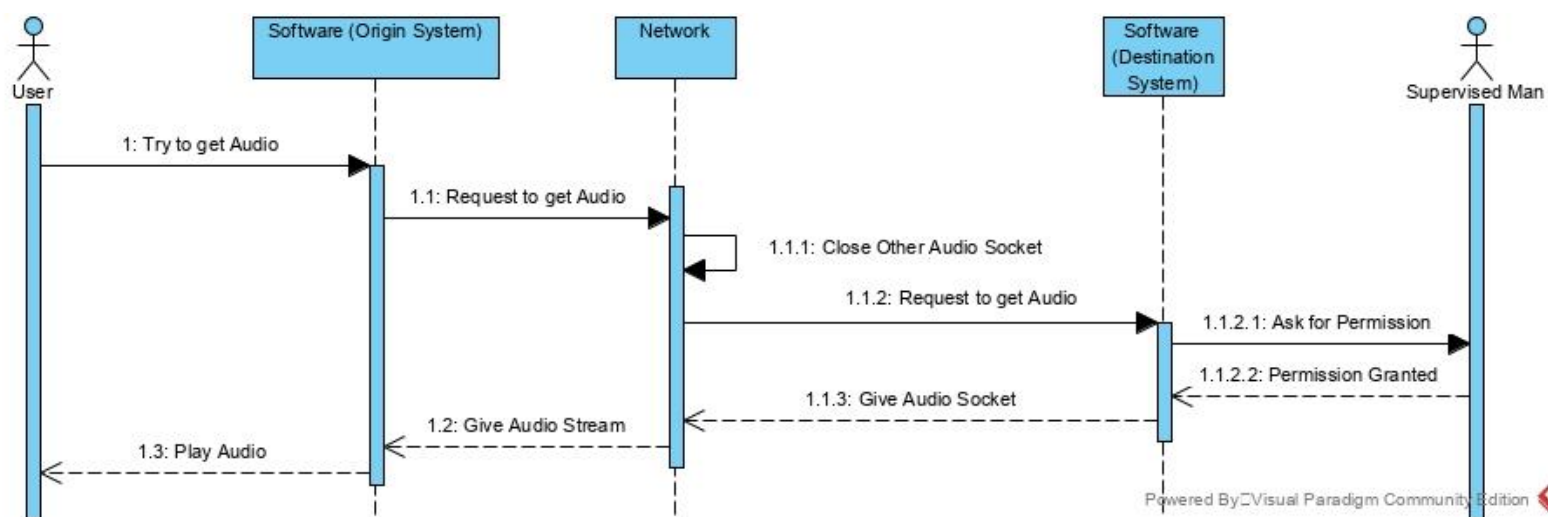 User
Software (Origin System)
Network
Software
(Destination
System)
Supervised Man
1: Try to get Audio
1.1: Request to get Audio
1.1.1: Close Other Audio Socket
1.1.2: Request to get Audio
1.1.2.1: Ask for Permission
1.1.2.2: Permission Granted
1.1.3: Give Audio Socket
1.2: Give Audio Stream
1.3: Play Audio
Powered By□Visual Paradigm Community Edition